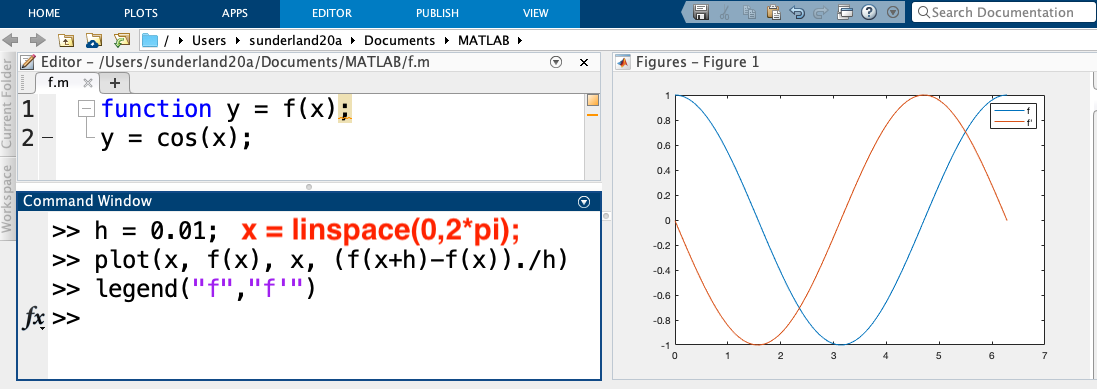 HOME PLOTS APPS EDITOR PUBLISH VIEW Search Documentation
/ Users sunderland20a Documents MATLAB
Current Folder
Workspace
Editor - /Users/sunderland20a/Documents/MATLAB/f.m
f.m
1 function y = f(x);
2 y = cos(x);
Command Window
>> h = 0.01; x = linspace(0,2*pi);
>> plot(x, f(x), x, (f(x+h)-f(x))./h)
>> legend("f","f'")
fx >>
Figures - Figure 1
f
f'
1
0.8
0.6
0.4
0.2
0
-0.2
-0.4
-0.6
-0.8
-1
0 1 2 3 4 5 6 7